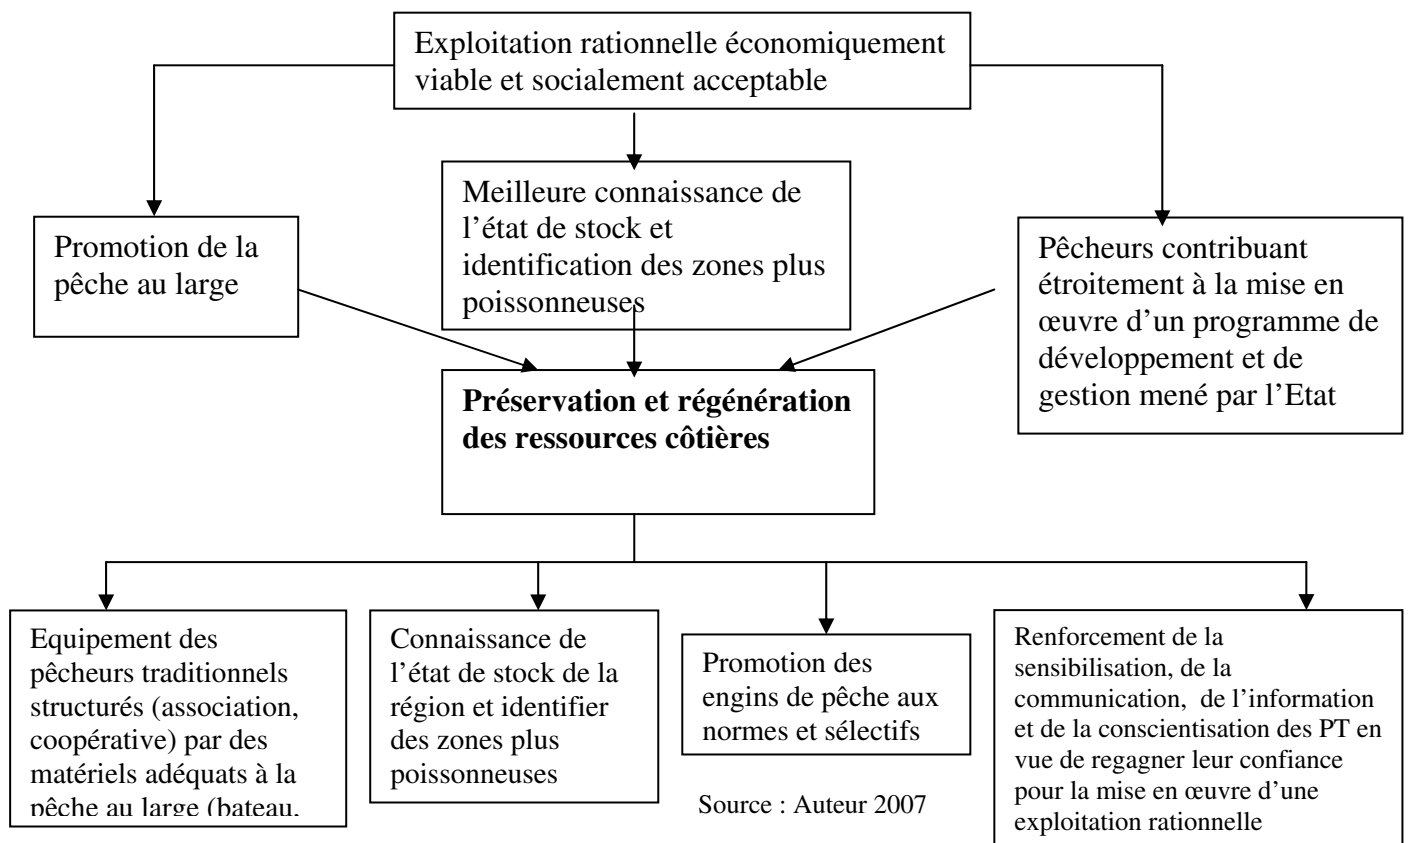 Exploitation rationnelle économiquement
viable et socialement acceptable
Meilleure connaissance de
l’état de stock et
identification des zones plus
poissonneuses
Promotion de la
pêche au large
Pêcheurs contribuant
étroitement à la mise en
œuvre d’un programme de
développement et de
gestion mené par l’Etat
Préservation et régénération
des ressources côtières
Equipement des
pêcheurs traditionnels
structurés (association,
coopérative) par des
matériels adéquats à la
pêche au large (bateau,
Connaissance de
l’état de stock de la
région et identifier
des zones plus
poissonneuses
Promotion des
engins de pêche aux
normes et sélectifs
Renforcement de la
sensibilisation, de la
communication, de l’information
et de la conscientisation des PT en
vue de regagner leur confiance
pour la mise en œuvre d’une
exploitation rationnelle
Source : Auteur 2007